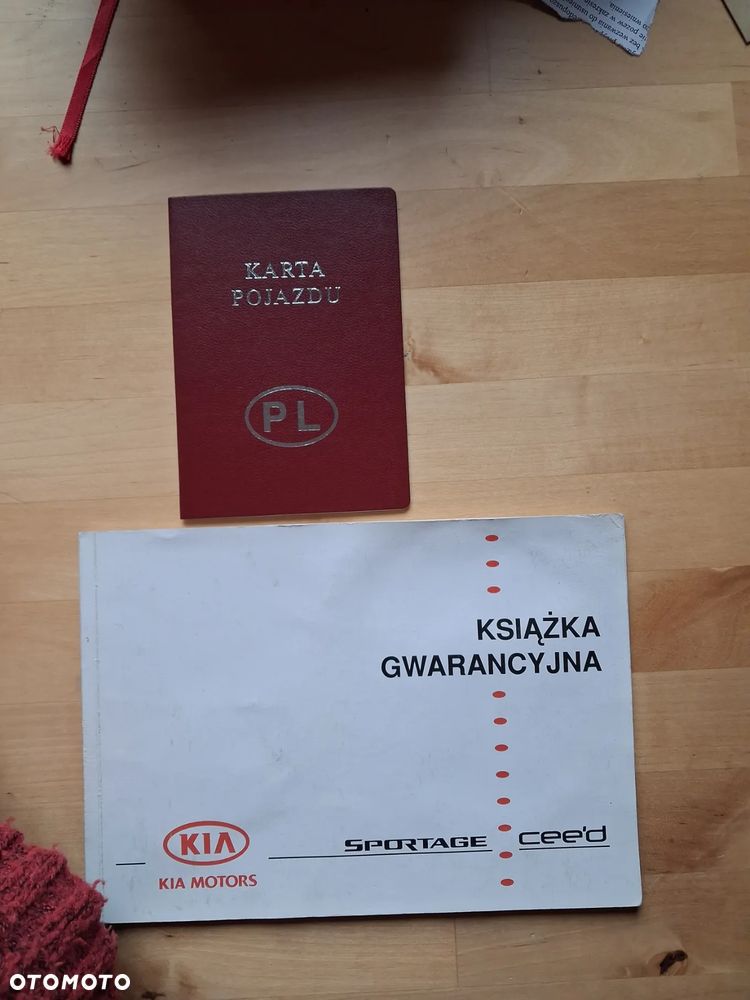 KARTA
POJAZDU
PL
KSIĄŻKA
GWARANCYJNA
KIA
KIA MOTORS
SPORTAGE
cee'd
OTOMOTO